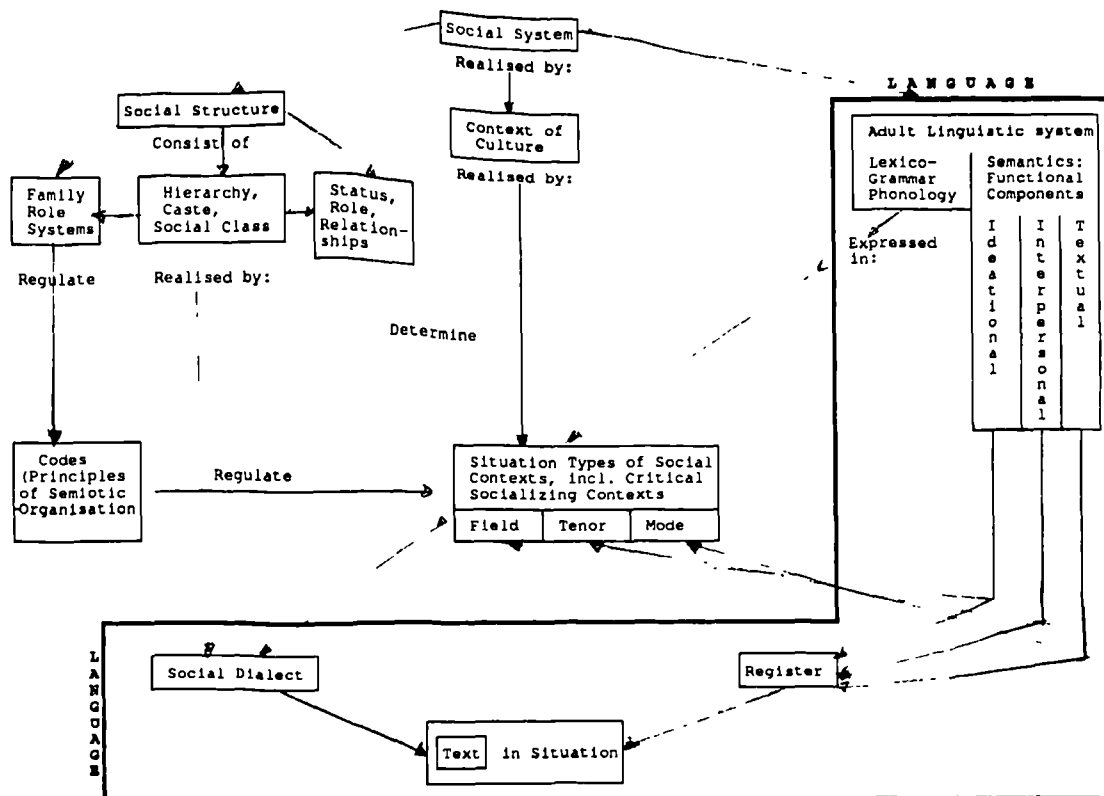 Social System
Realised by:
LANGUAGE
Social Structure
Consist of
Context of
Culture
Realised by:
Adult Linguistic system
Lexico-
Grammar
Phonology
Semantics:
Functional
Components
Family
Role
Systems
Hierarchy,
Caste,
Social Class
Status,
Role,
Relation-
ships
Ideational
Interpersonal
Textual
Expressed
in:
Regulate
Realised by:
Determine
Codes
(Principles
of Semiotic
Organisation
Regulate
Situation Types of Social
Contexts, incl. Critical
Socializing Contexts
Field
Tenor
Mode
LANGUAGE
Social Dialect
Register
Text in Situation